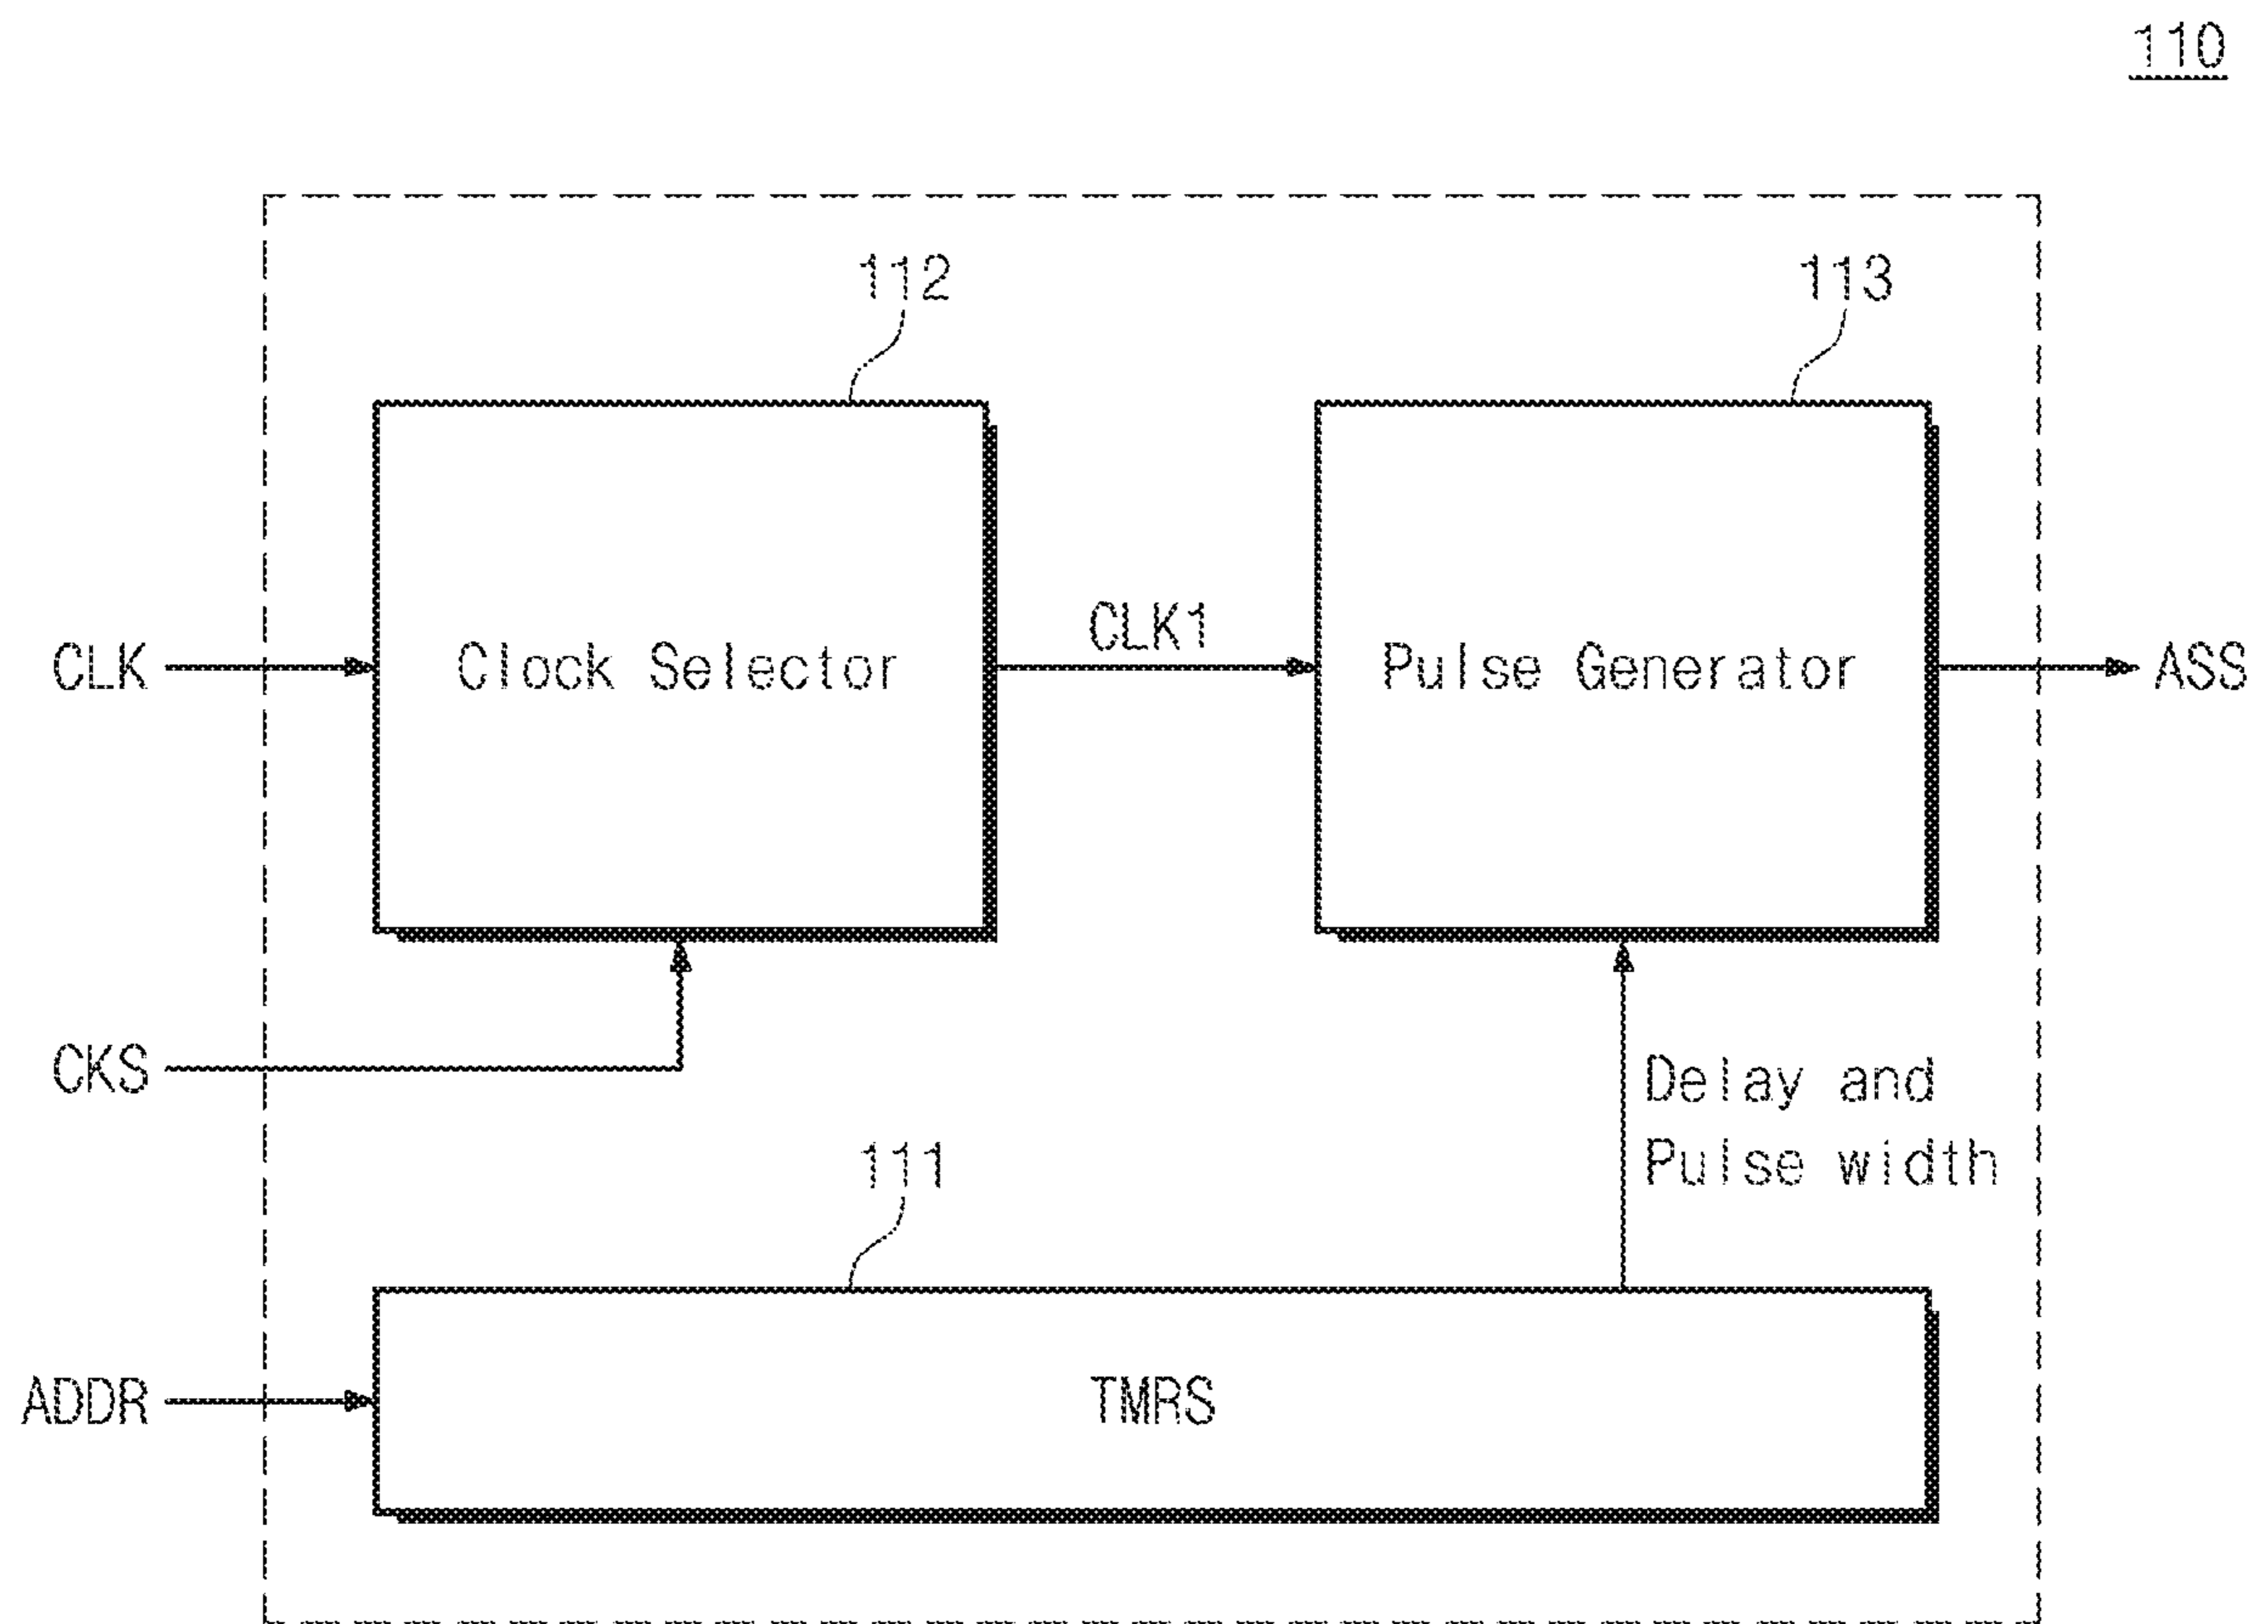 110
112
113
CLK
Clock Selector
CLK1
Pulse Generator
ASS
CKS
Delay and
Pulse width
111
ADDR
TMRS